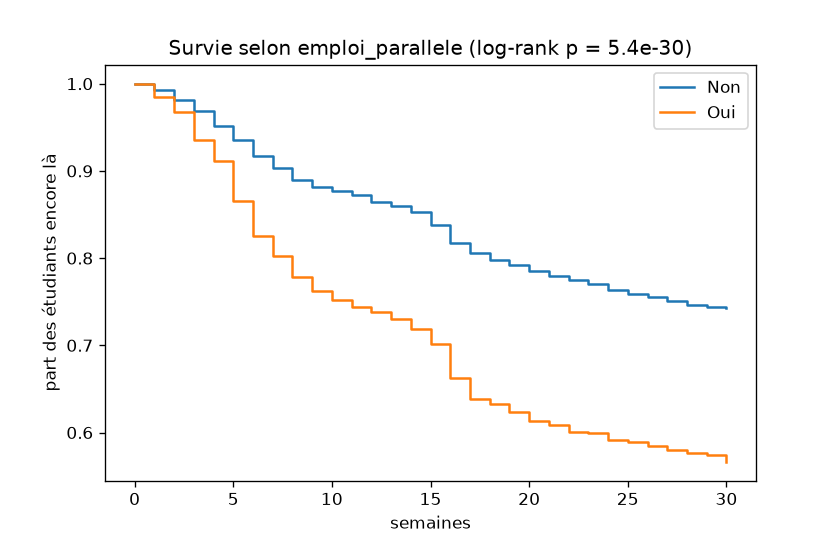 Survie selon emploi_parallele (log-rank p = 5.4e-30)
Non
Oui
part des étudiants encore là
1.0
0.9
0.8
0.7
0.6
0 5 10 15 20 25 30
semaines